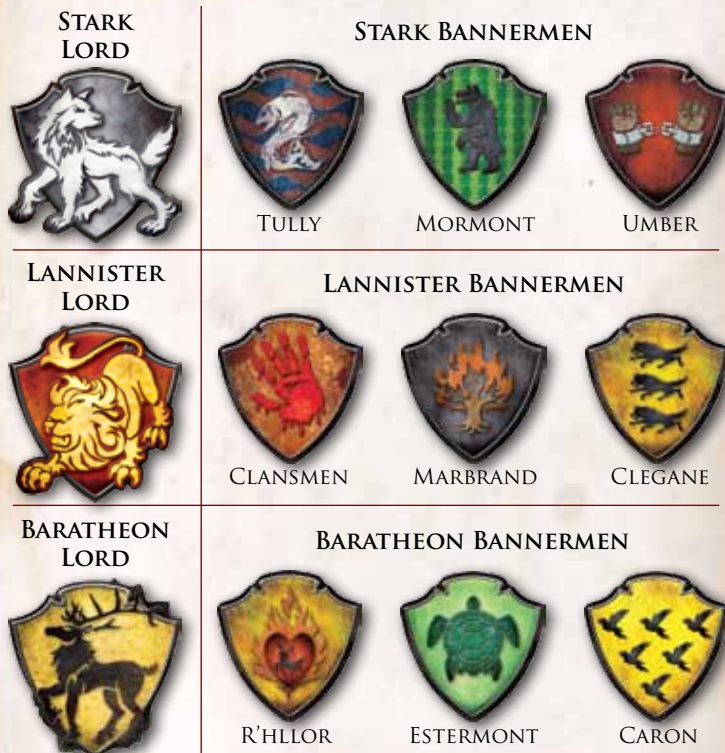 STARK
LORD
STARK BANNERMEN
TULLY
MORMONT
UMBER
LANNISTER
LORD
LANNISTER BANNERMEN
CLANSMEN
MARBRAND
CLEGANE
BARATHEON
LORD
BARATHEON BANNERMEN
R'HLLOR
ESTERMONT
CARON